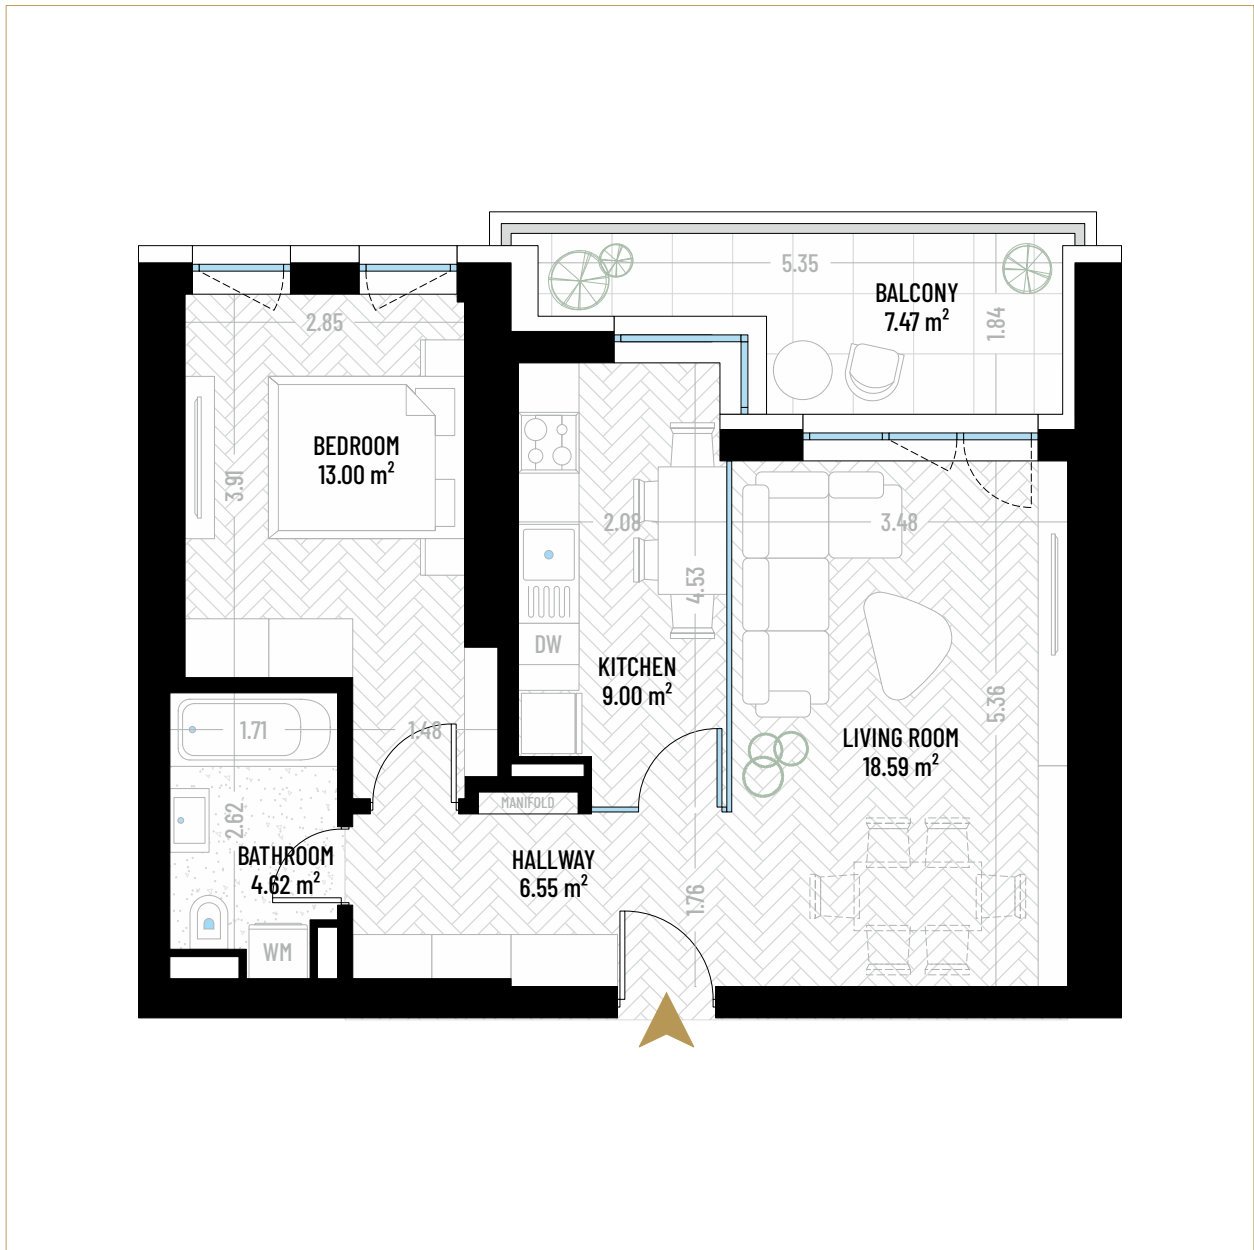 5.35
BALCONY
7.47 m²
1.84
2.85
BEDROOM
13.00 m²
3.91
2.08
3.48
4.53
DW
KITCHEN
9.00 m²
5.36
1.71
1.48
LIVING ROOM
18.59 m²
MANIFOLD
2.62
BATHROOM
4.62 m²
HALLWAY
6.55 m²
1.76
WM